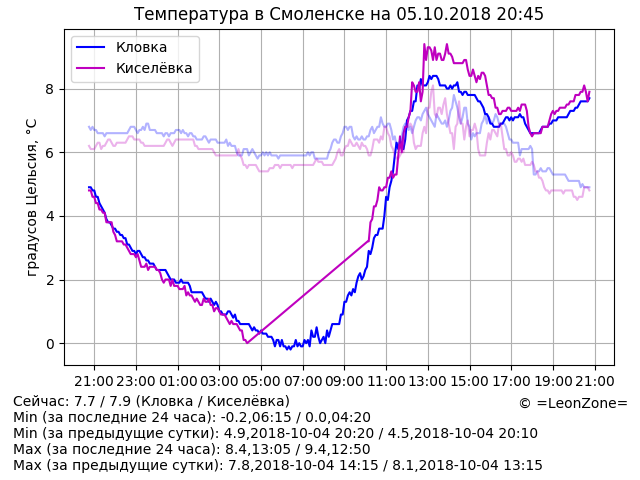 Температура в Смоленске на 05.10.2018 20:45
Кловка
Киселёвка
градусов Цельсия, °C
8
6
4
2
0
21:00 23:00 01:00 03:00 05:00 07:00 09:00 11:00 13:00 15:00 17:00 19:00 21:00
Сейчас: 7.7 / 7.9 (Кловка / Киселёвка)
© =LeonZone=
Min (за последние 24 часа): -0.2,06:15 / 0.0,04:20
Min (за предыдущие сутки): 4.9,2018-10-04 20:20 / 4.5,2018-10-04 20:10
Max (за последние 24 часа): 8.4,13:05 / 9.4,12:50
Max (за предыдущие сутки): 7.8,2018-10-04 14:15 / 8.1,2018-10-04 13:15